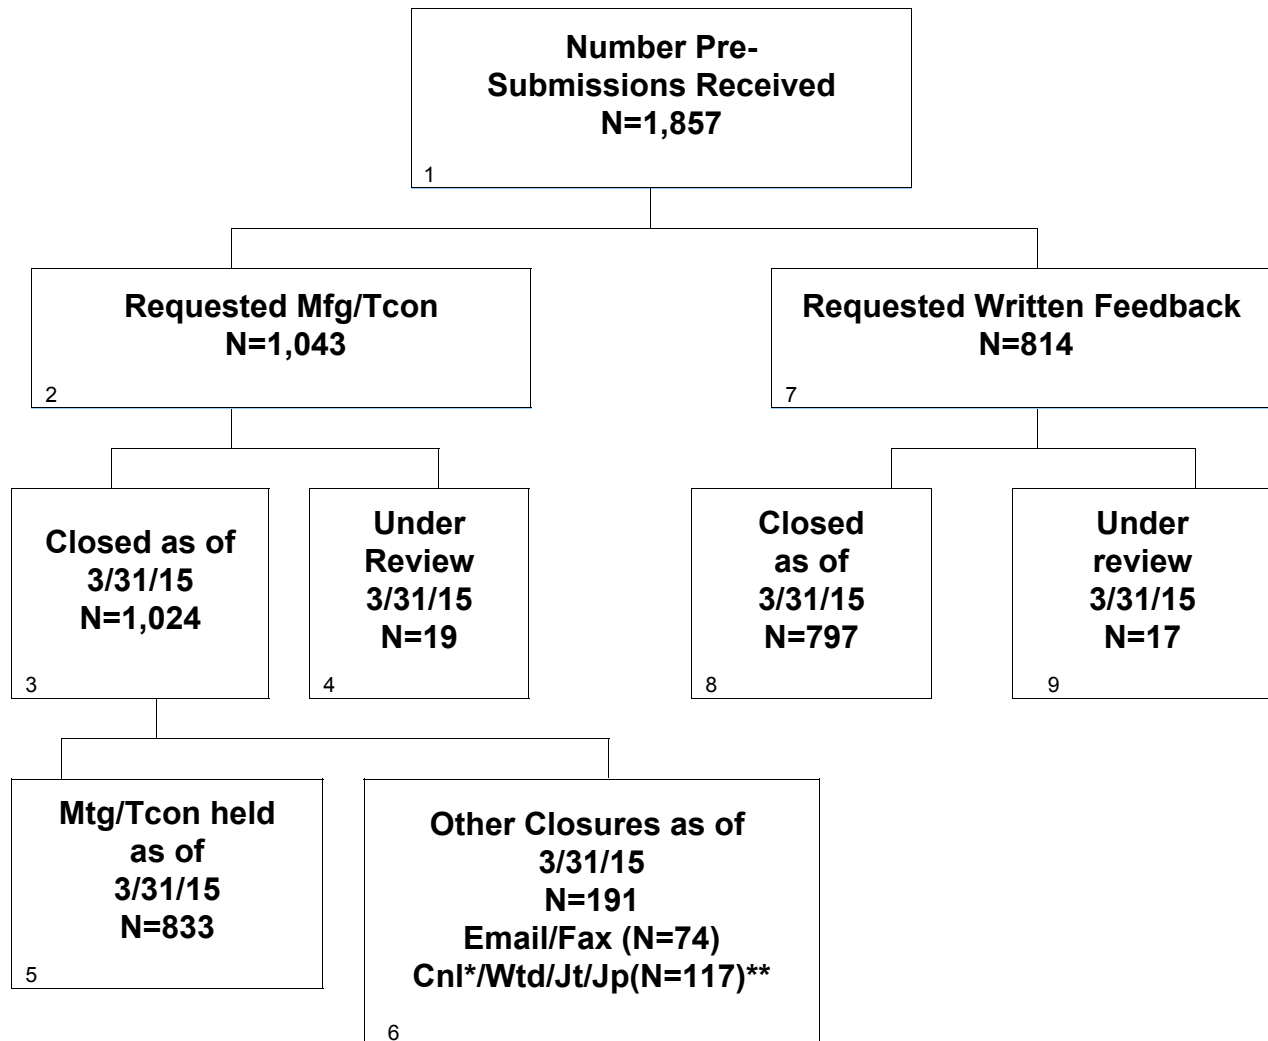 Number Pre-
Submissions Received
N=1,857
1
Requested Mfg/Tcon
N=1,043
2
Requested Written Feedback
N=814
7
Closed as of
3/31/15
N=1,024
3
Under
Review
3/31/15
N=19
4
Closed
as of
3/31/15
N=797
8
Under
review
3/31/15
N=17
9
Mtg/Tcon held
as of
3/31/15
N=833
5
Other Closures as of
3/31/15
N=191
Email/Fax (N=74)
Cnl*/Wtd/Jt/Jp(N=117)**
6